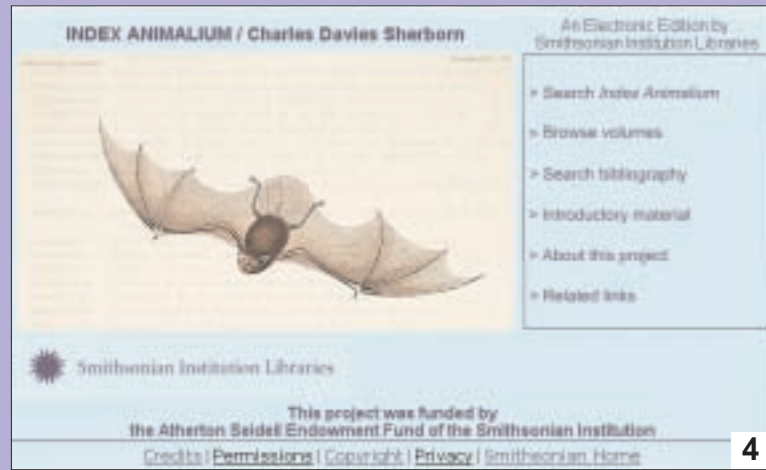 INDEX ANIMALIUM / Charles Davies Sherborn
An Electronic Edition by
Smithsonian Institution Libraries
» Search Index Animalium
» Browse volumes
» Search bibliography
» Introductory material
» About this project
» Related links
Smithsonian Institution Libraries
This project was funded by
the Atherton Seidell Endowment Fund of the Smithsonian Institution
Credits | Permissions | Copyright | Privacy | Smithsonian Home
4